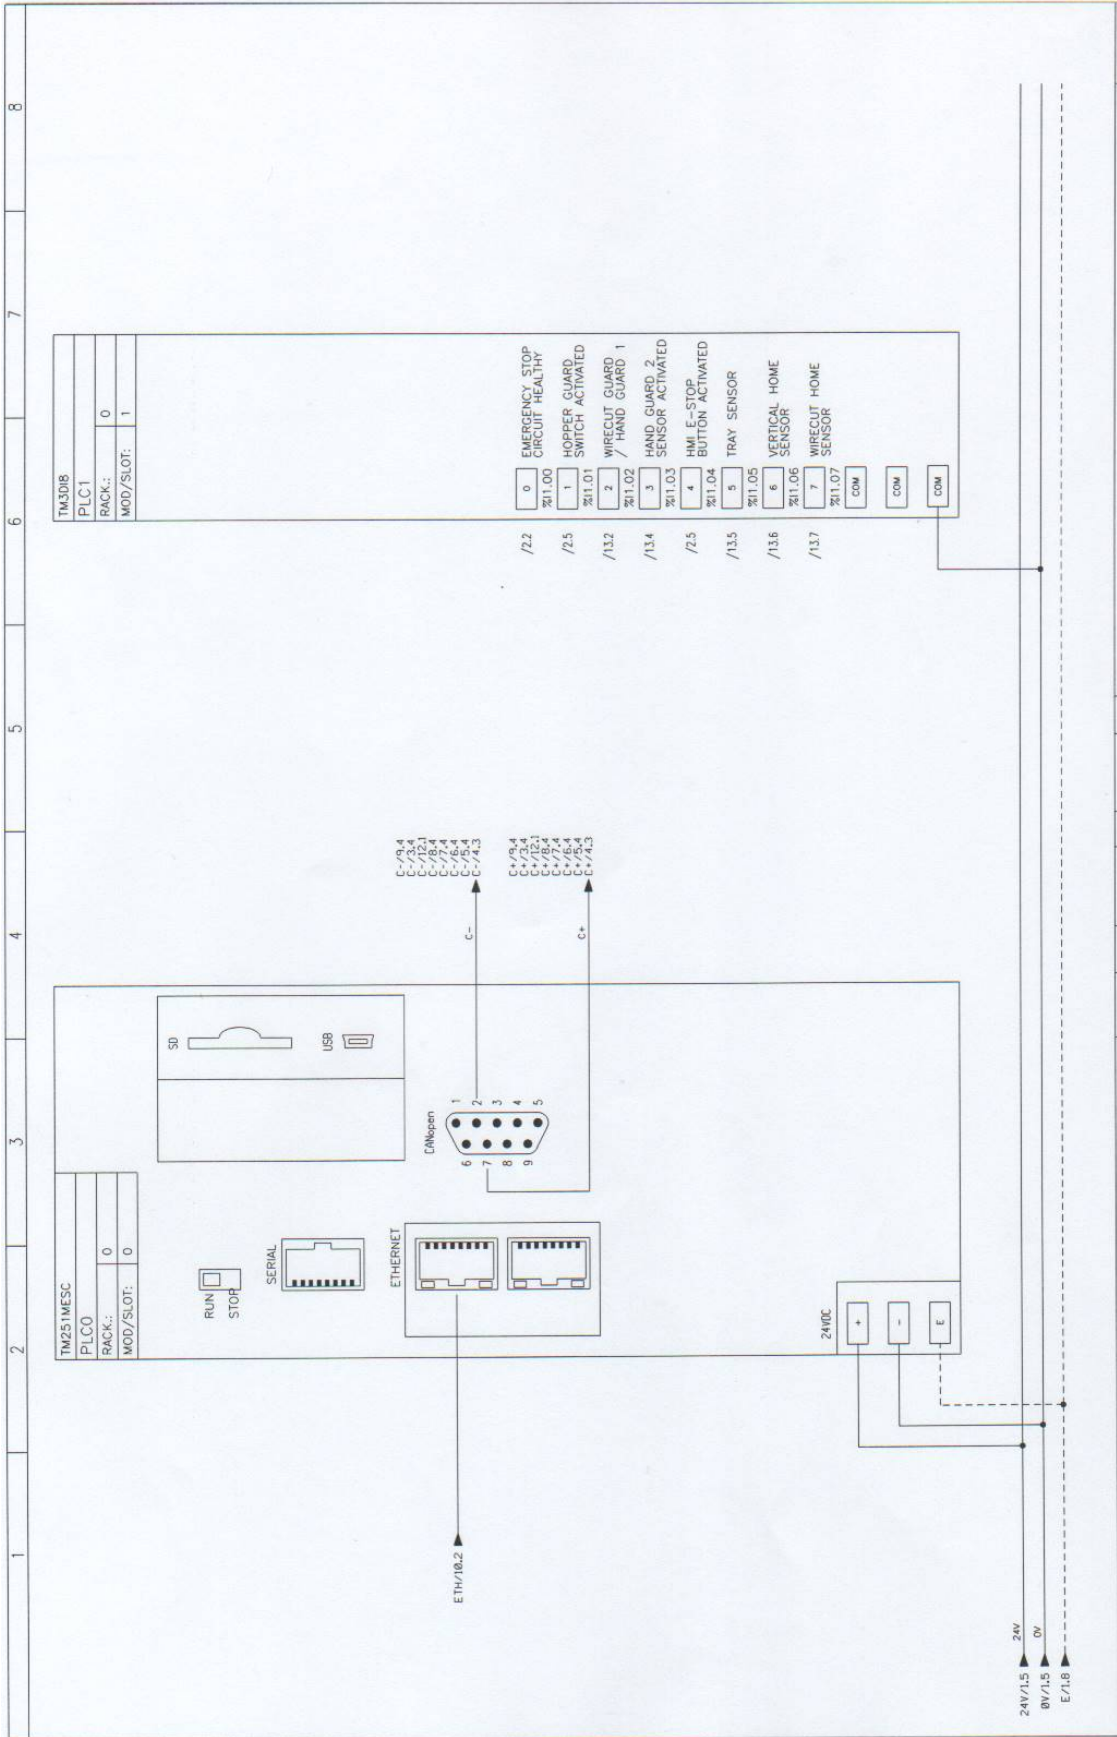 1
2
3
4
5
6
7
8
TM251MESC
PLC0
RACK.: 0
MOD/SLOT: 0
RUN
STOP
SERIAL
ETHERNET
ETH/10.2
SD
USB
CANopen
1
2
3
4
5
6
7
8
9
C-
C-/9.4
C-/3.4
C-/12.1
C-/8.4
C-/7.4
C-/6.4
C-/5.4
C-/4.3
C+
C+/9.4
C+/3.4
C+/12.1
C+/8.4
C+/7.4
C+/6.4
C+/5.4
C+/4.3
24VDC
+
-
E
TM3DI8
PLC1
RACK.: 0
MOD/SLOT: 1
/2.2 0 EMERGENCY STOP
CIRCUIT HEALTHY
%I1.00
/2.5 1 HOPPER GUARD
SWITCH ACTIVATED
%I1.01
/13.2 2 WIRECUT GUARD
/ HAND GUARD 1
%I1.02
/13.4 3 HAND GUARD 2
SENSOR ACTIVATED
%I1.03
/2.5 4 HMI E-STOP
BUTTON ACTIVATED
%I1.04
/13.5 5 TRAY SENSOR
%I1.05
/13.6 6 VERTICAL HOME
SENSOR
%I1.06
/13.7 7 WIRECUT HOME
SENSOR
%I1.07
COM
COM
COM
24V/1.5 24V
0V/1.5 0V
E/1.8